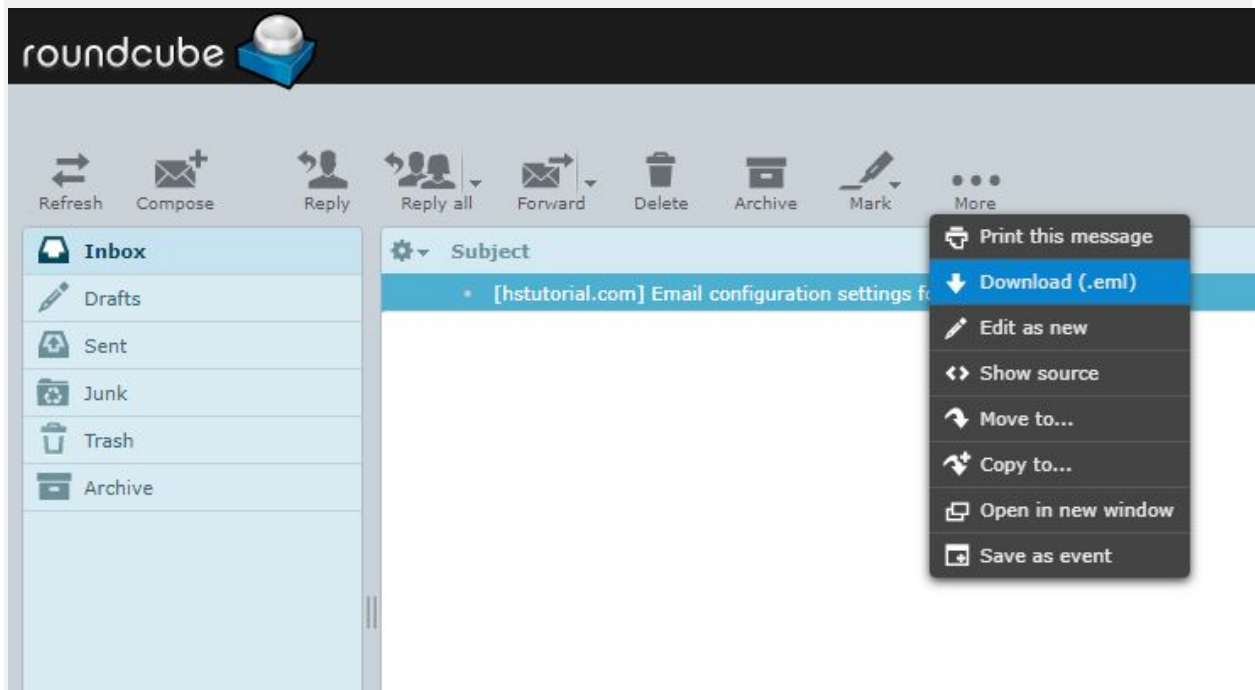 roundcube
Refresh Compose Reply Reply all Forward Delete Archive Mark More
Inbox
Drafts
Sent
Junk
Trash
Archive
Subject
[hstutorial.com] Email configuration settings
Print this message
Download (.eml)
Edit as new
Show source
Move to...
Copy to...
Open in new window
Save as event